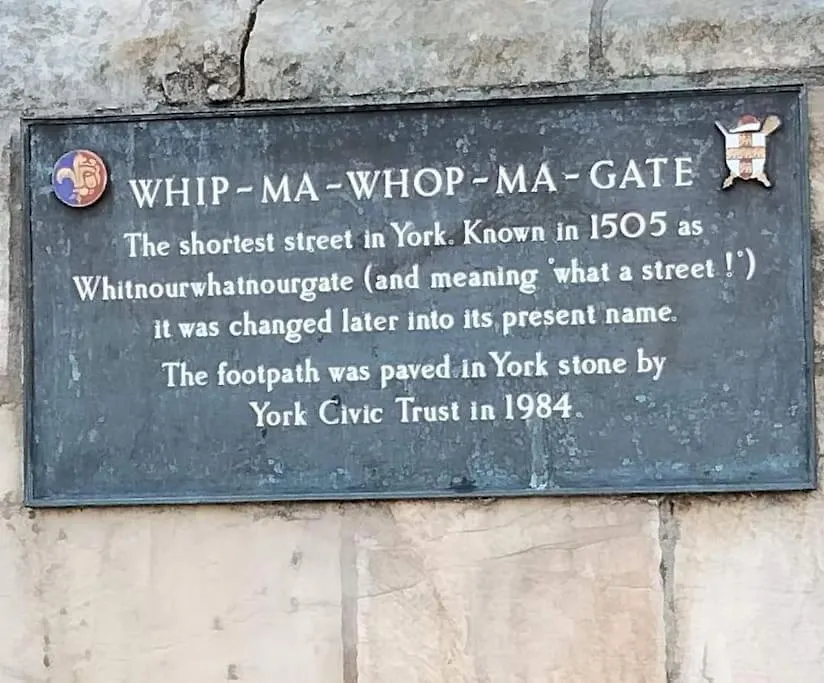 WHIP-MA-WHOP-MA-GATE
The shortest street in York. Known in 1505 as
Whitnourwhatnourgate (and meaning 'what a street!')
it was changed later into its present name.
The footpath was paved in York stone by
York Civic Trust in 1984.